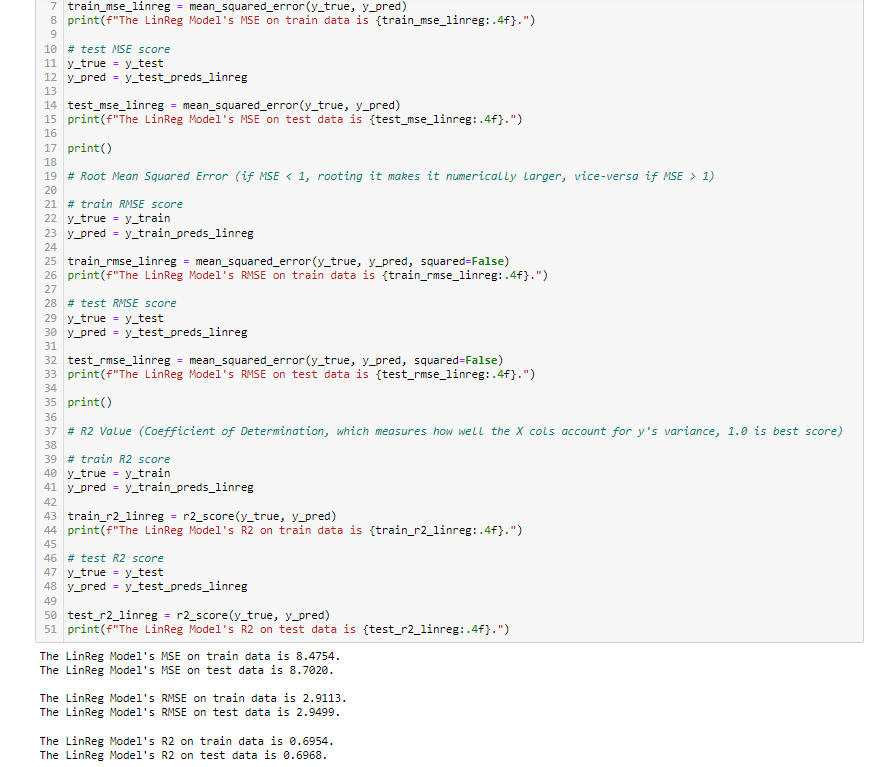 7 train_mse_linreg = mean_squared_error(y_true, y_pred)
8 print(f"The LinReg Model's MSE on train data is {train_mse_linreg:.4f}.")
9
10 # test MSE score
11 y_true = y_test
12 y_pred = y_test_preds_linreg
13
14 test_mse_linreg = mean_squared_error(y_true, y_pred)
15 print(f"The LinReg Model's MSE on test data is {test_mse_linreg:.4f}.")
16
17 print()
18
19 # Root Mean Squared Error (if MSE < 1, rooting it makes it numerically larger, vice-versa if MSE > 1)
20
21 # train RMSE score
22 y_true = y_train
23 y_pred = y_train_preds_linreg
24
25 train_rmse_linreg = mean_squared_error(y_true, y_pred, squared=False)
26 print(f"The LinReg Model's RMSE on train data is {train_rmse_linreg:.4f}.")
27
28 # test RMSE score
29 y_true = y_test
30 y_pred = y_test_preds_linreg
31
32 test_rmse_linreg = mean_squared_error(y_true, y_pred, squared=False)
33 print(f"The LinReg Model's RMSE on test data is {test_rmse_linreg:.4f}.")
34
35 print()
36
37 # R2 Value (Coefficient of Determination, which measures how well the X cols account for y's variance, 1.0 is best score)
38
39 # train R2 score
40 y_true = y_train
41 y_pred = y_train_preds_linreg
42
43 train_r2_linreg = r2_score(y_true, y_pred)
44 print(f"The LinReg Model's R2 on train data is {train_r2_linreg:.4f}.")
45
46 # test R2 score
47 y_true = y_test
48 y_pred = y_test_preds_linreg
49
50 test_r2_linreg = r2_score(y_true, y_pred)
51 print(f"The LinReg Model's R2 on test data is {test_r2_linreg:.4f}.")
The LinReg Model's MSE on train data is 8.4754.
The LinReg Model's MSE on test data is 8.7020.
The LinReg Model's RMSE on train data is 2.9113.
The LinReg Model's RMSE on test data is 2.9499.
The LinReg Model's R2 on train data is 0.6954.
The LinReg Model's R2 on test data is 0.6968.